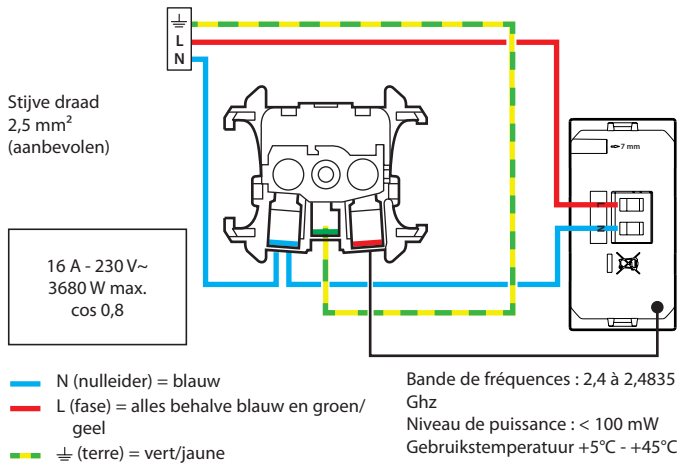 ⏚
L
N
Stijve draad
2,5 mm²
(aanbevolen)
7 mm
L
N
16 A - 230 V~
3680 W max.
cos 0,8
N (nulleider) = blauw
L (fase) = alles behalve blauw en groen/
geel
⏚ (terre) = vert/jaune
Bande de fréquences : 2,4 à 2,4835
Ghz
Niveau de puissance : < 100 mW
Gebruikstemperatuur +5°C - +45°C